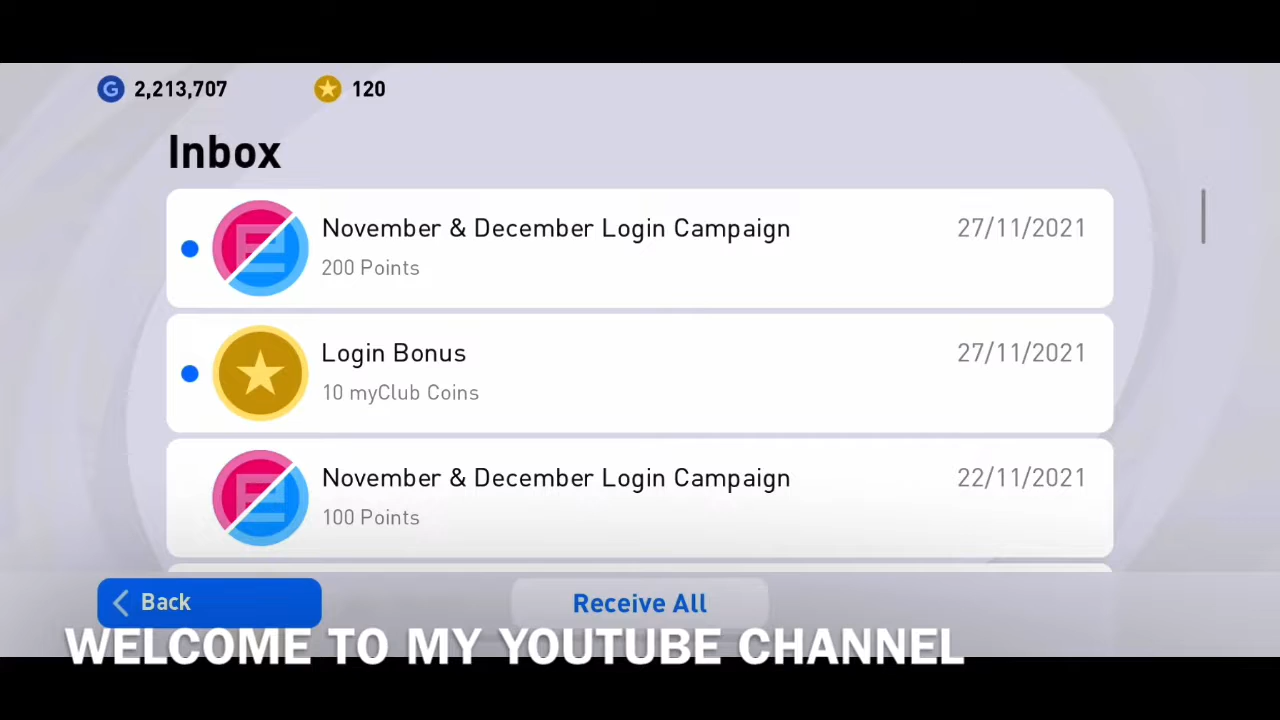 G 2,213,707 120
Inbox
November & December Login Campaign 27/11/2021
200 Points
Login Bonus 27/11/2021
10 myClub Coins
November & December Login Campaign 22/11/2021
100 Points
Back Receive All
WELCOME TO MY YOUTUBE CHANNEL